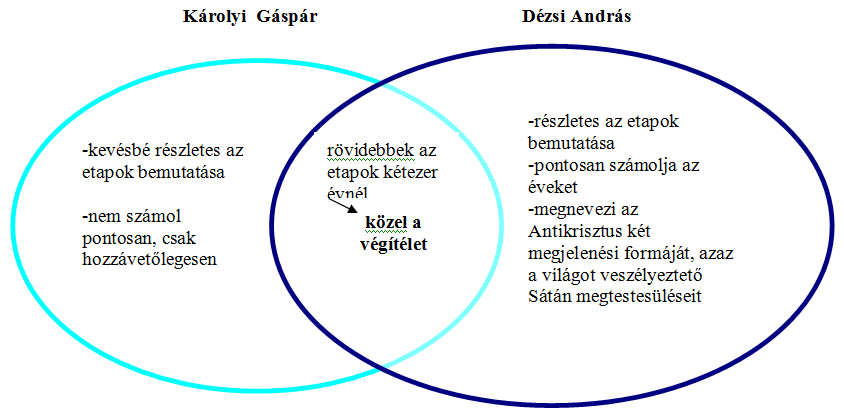 Károlyi Gáspár
Dézsi András
-kevésbé részletes az
etapok bemutatása
-nem számol
pontosan, csak
hozzávetőlegesen
rövidebbek az
etapok kétezer
évnél
közel a
végítélet
-részletes az etapok
bemutatása
-pontosan számolja az
éveket
-megnevezi az
Antikrisztus két
megjelenési formáját, azaz
a világot veszélyeztető
Sátán megtestesüléseit